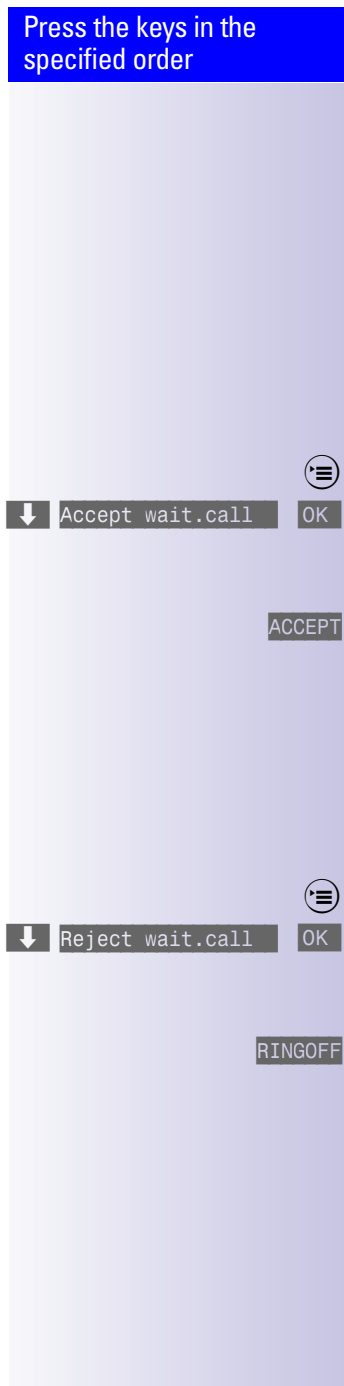 Press the keys in the
specified order
Accept wait.call OK
ACCEPT
Reject wait.call OK
RINGOFF